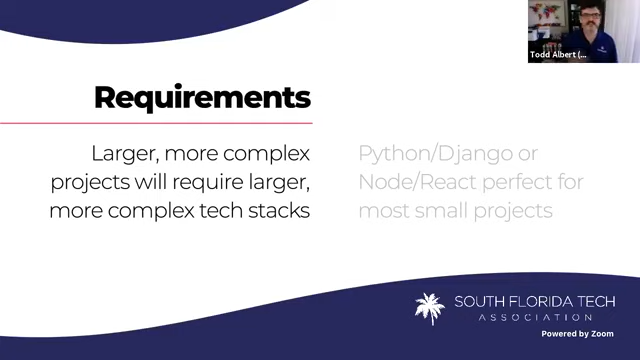 Todd Albert (...
Requirements
Larger, more complex
projects will require larger,
more complex tech stacks
Python/Django or
Node/React perfect for
most small projects
SOUTH FLORIDA TECH
ASSOCIATION
Powered by Zoom